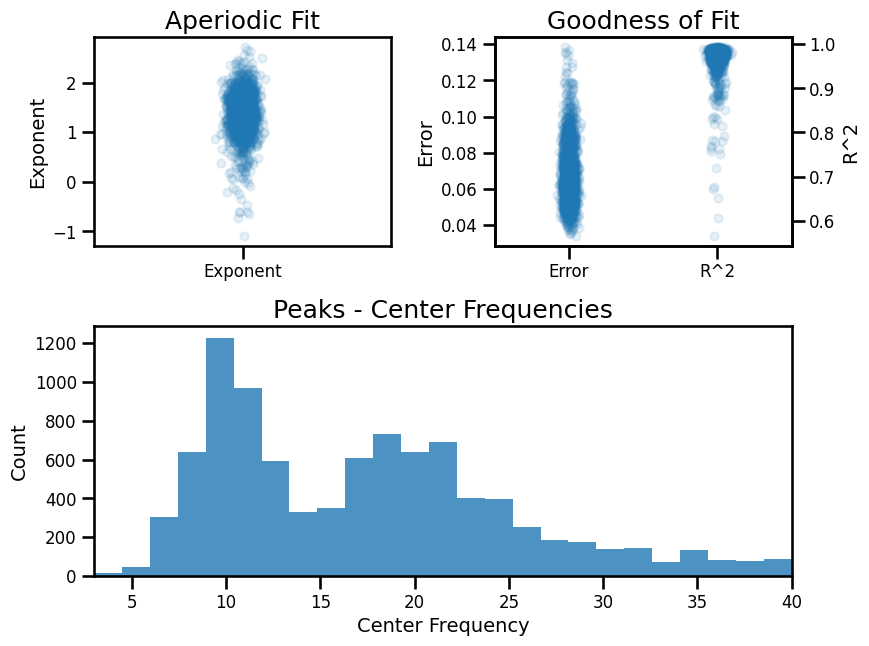 Aperiodic Fit
Exponent
2
1
0
−1
Exponent
Goodness of Fit
Error
0.14
0.12
0.10
0.08
0.06
0.04
1.0
0.9
0.8
0.7
0.6
R^2
Error
R^2
Peaks - Center Frequencies
Count
1200
1000
800
600
400
200
0
5
10
15
20
25
30
35
40
Center Frequency